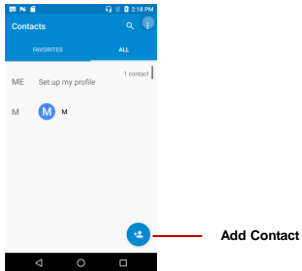 2:18 PM
Contacts
FAVORITES ALL
1 contact
ME Set up my profile
M M M
Add Contact